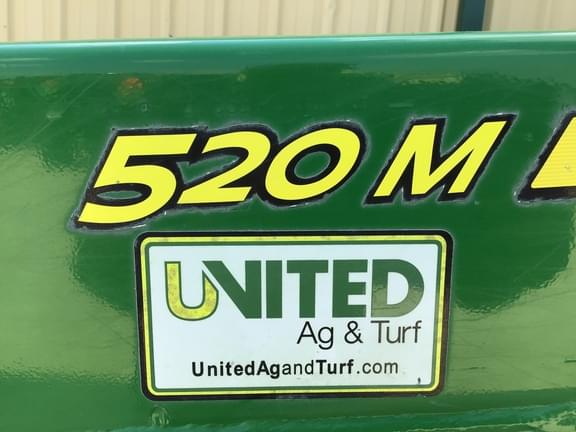 520 M
UNITED
Ag & Turf
UnitedAgandTurf.com